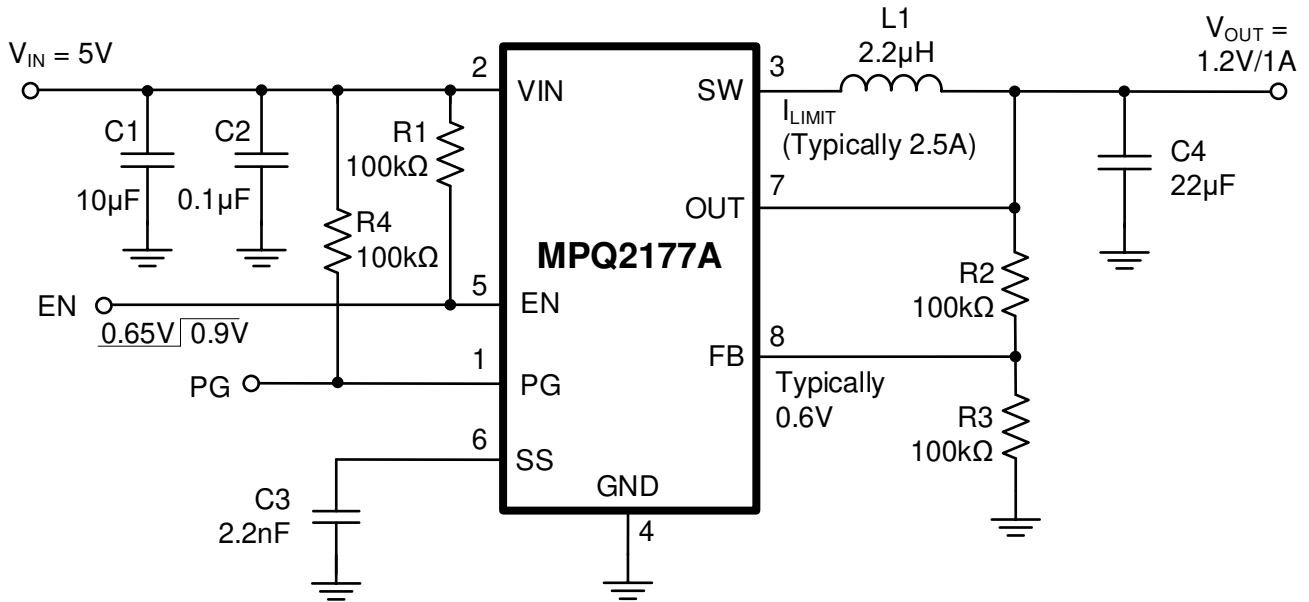 V_IN = 5V
C1
10µF
C2
0.1µF
R4
100kΩ
R1
100kΩ
EN
0.65V 0.9V
PG
C3
2.2nF
2
VIN
5
EN
1
PG
6
SS
MPQ2177A
GND
4
SW
3
OUT
7
FB
8
L1
2.2µH
I_LIMIT
(Typically 2.5A)
Typically
0.6V
R2
100kΩ
R3
100kΩ
C4
22µF
V_OUT =
1.2V/1A